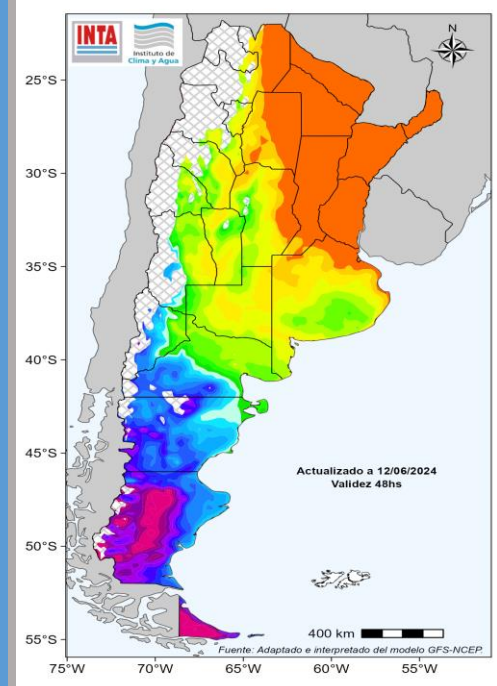 INTA
Instituto de
Clima y Agua
N
25°S
30°S
35°S
40°S
45°S
50°S
55°S
Actualizado a 12/06/2024
Validez 48hs
400 km
Fuente: Adaptado e interpretado del modelo GFS-NCEP.
75°W
70°W
65°W
60°W
55°W